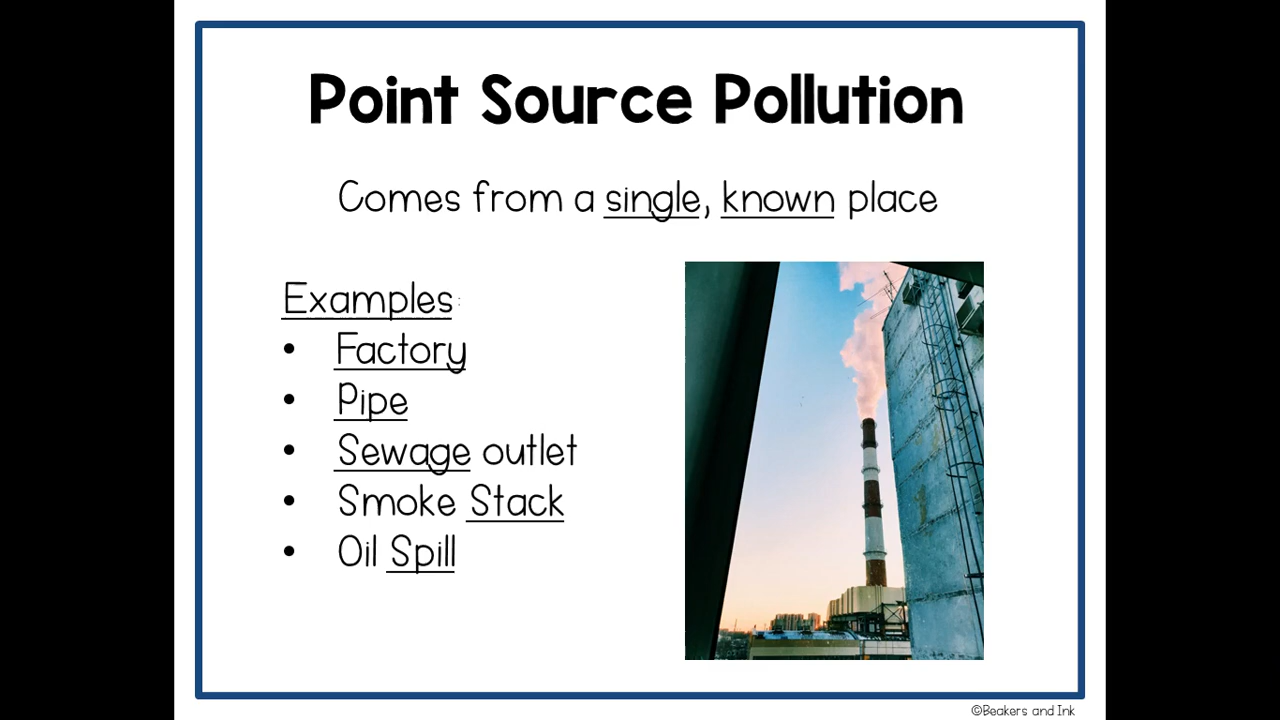 Point Source Pollution
Comes from a single, known place
Examples:
• Factory
• Pipe
• Sewage outlet
• Smoke Stack
• Oil Spill
©Beakers and Ink